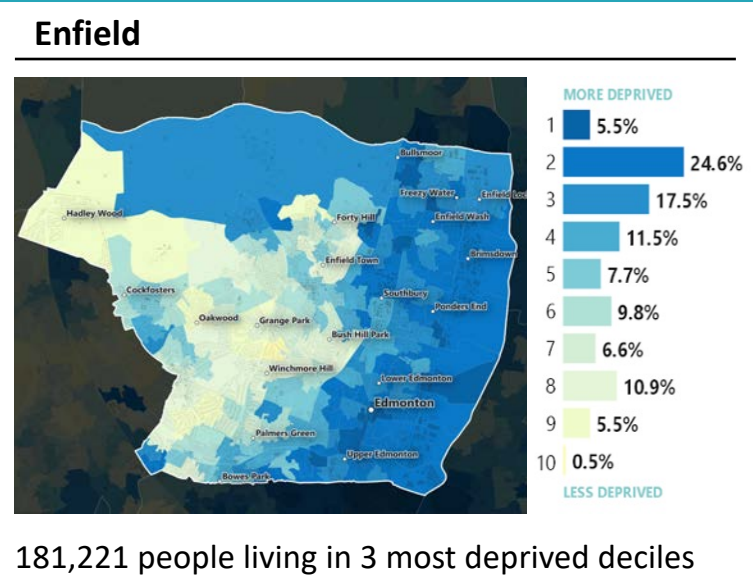 Enfield
MORE DEPRIVED
1 5.5%
2 24.6%
3 17.5%
4 11.5%
5 7.7%
6 9.8%
7 6.6%
8 10.9%
9 5.5%
10 0.5%
LESS DEPRIVED
Bullsmoor
Freezy Water
Enfield Loc
Hadley Wood
Forty Hill
Enfield Wash
Brimsdown
Enfield Town
Cockfosters
Southbury
Ponders End
Oakwood
Grange Park
Bush Hill Park
Winchmore Hill
Lower Edmonton
Edmonton
Palmers Green
Upper Edmonton
Bowes Park
181,221 people living in 3 most deprived deciles